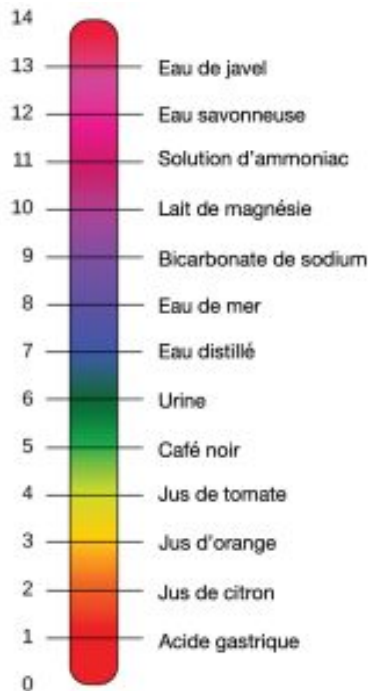 14
13 Eau de javel
12 Eau savonneuse
11 Solution d'ammoniac
10 Lait de magnésie
9 Bicarbonate de sodium
8 Eau de mer
7 Eau distillé
6 Urine
5 Café noir
4 Jus de tomate
3 Jus d'orange
2 Jus de citron
1 Acide gastrique
0